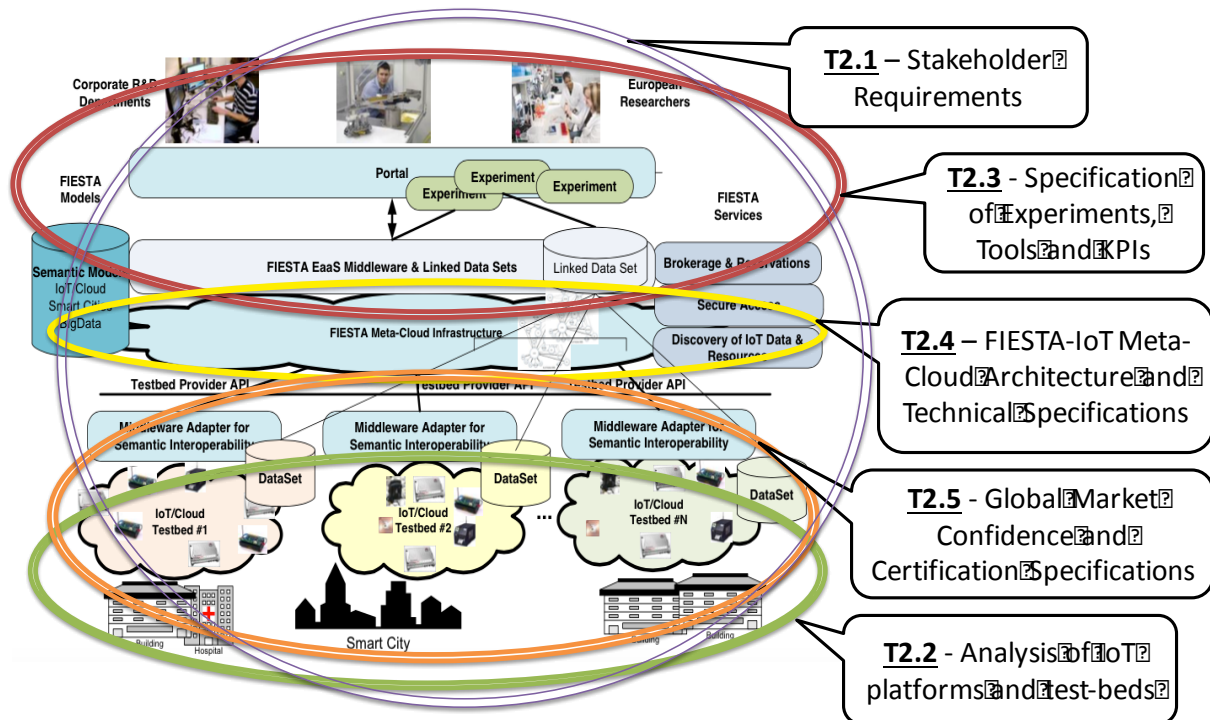 T2.1 – Stakeholder
Requirements
Corporate R&D
Departments
European
Researchers
T2.3 - Specification
of Experiments,
Tools and KPIs
Portal
Experiment
Experiment
Experiment
FIESTA
Models
FIESTA
Services
Semantic Models
IoT/Cloud
Smart Cities
BigData
FIESTA EaaS Middleware & Linked Data Sets
Linked Data Set
Brokerage & Reservations
Secure Access
FIESTA Meta-Cloud Infrastructure
Discovery of IoT Data &
Resources
T2.4 – FIESTA-IoT Meta-
Cloud Architecture and
Technical Specifications
Testbed Provider API
Testbed Provider API
Testbed Provider API
Middleware Adapter for
Semantic Interoperability
Middleware Adapter for
Semantic Interoperability
Middleware Adapter for
Semantic Interoperability
DataSet
DataSet
DataSet
IoT/Cloud
Testbed #1
IoT/Cloud
Testbed #2
...
IoT/Cloud
Testbed #N
T2.5 - Global Market
Confidence and
Certification Specifications
Building
Hospital
Smart City
Building
Building
T2.2 - Analysis of IoT
platforms and test-beds